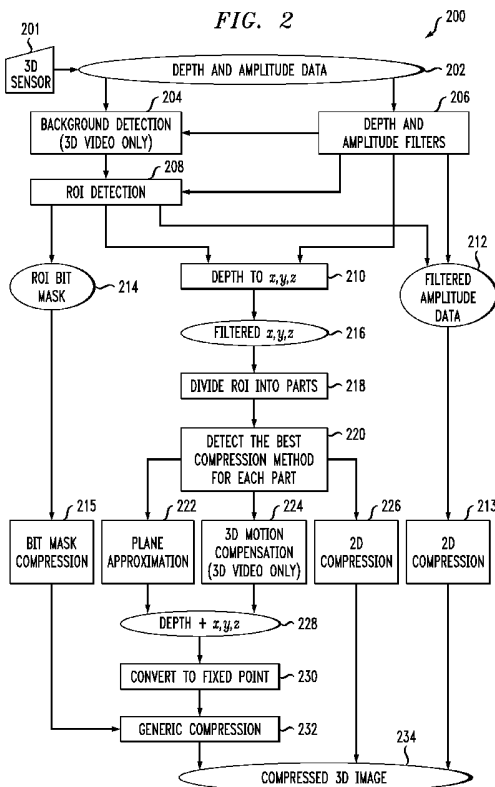 FIG. 2
200
201
3D
SENSOR
DEPTH AND AMPLITUDE DATA
202
204
BACKGROUND DETECTION
(3D VIDEO ONLY)
206
DEPTH AND
AMPLITUDE FILTERS
208
ROI DETECTION
212
ROI BIT
MASK
214
DEPTH TO x,y,z
210
FILTERED
AMPLITUDE
DATA
FILTERED x,y,z
216
DIVIDE ROI INTO PARTS
218
DETECT THE BEST
COMPRESSION METHOD
FOR EACH PART
220
215
BIT MASK
COMPRESSION
222
PLANE
APPROXIMATION
224
3D MOTION
COMPENSATION
(3D VIDEO ONLY)
226
2D
COMPRESSION
213
2D
COMPRESSION
DEPTH + x,y,z
228
CONVERT TO FIXED POINT
230
GENERIC COMPRESSION
232
234
COMPRESSED 3D IMAGE